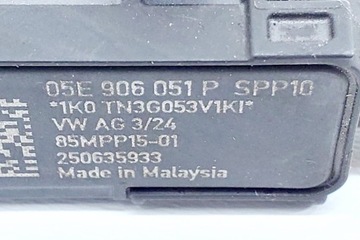 05E 906 051 P SPP10
*1K0 TN3G053V1KI*
VW AG 3/24
85MPP15-01
250635933
Made in Malaysia